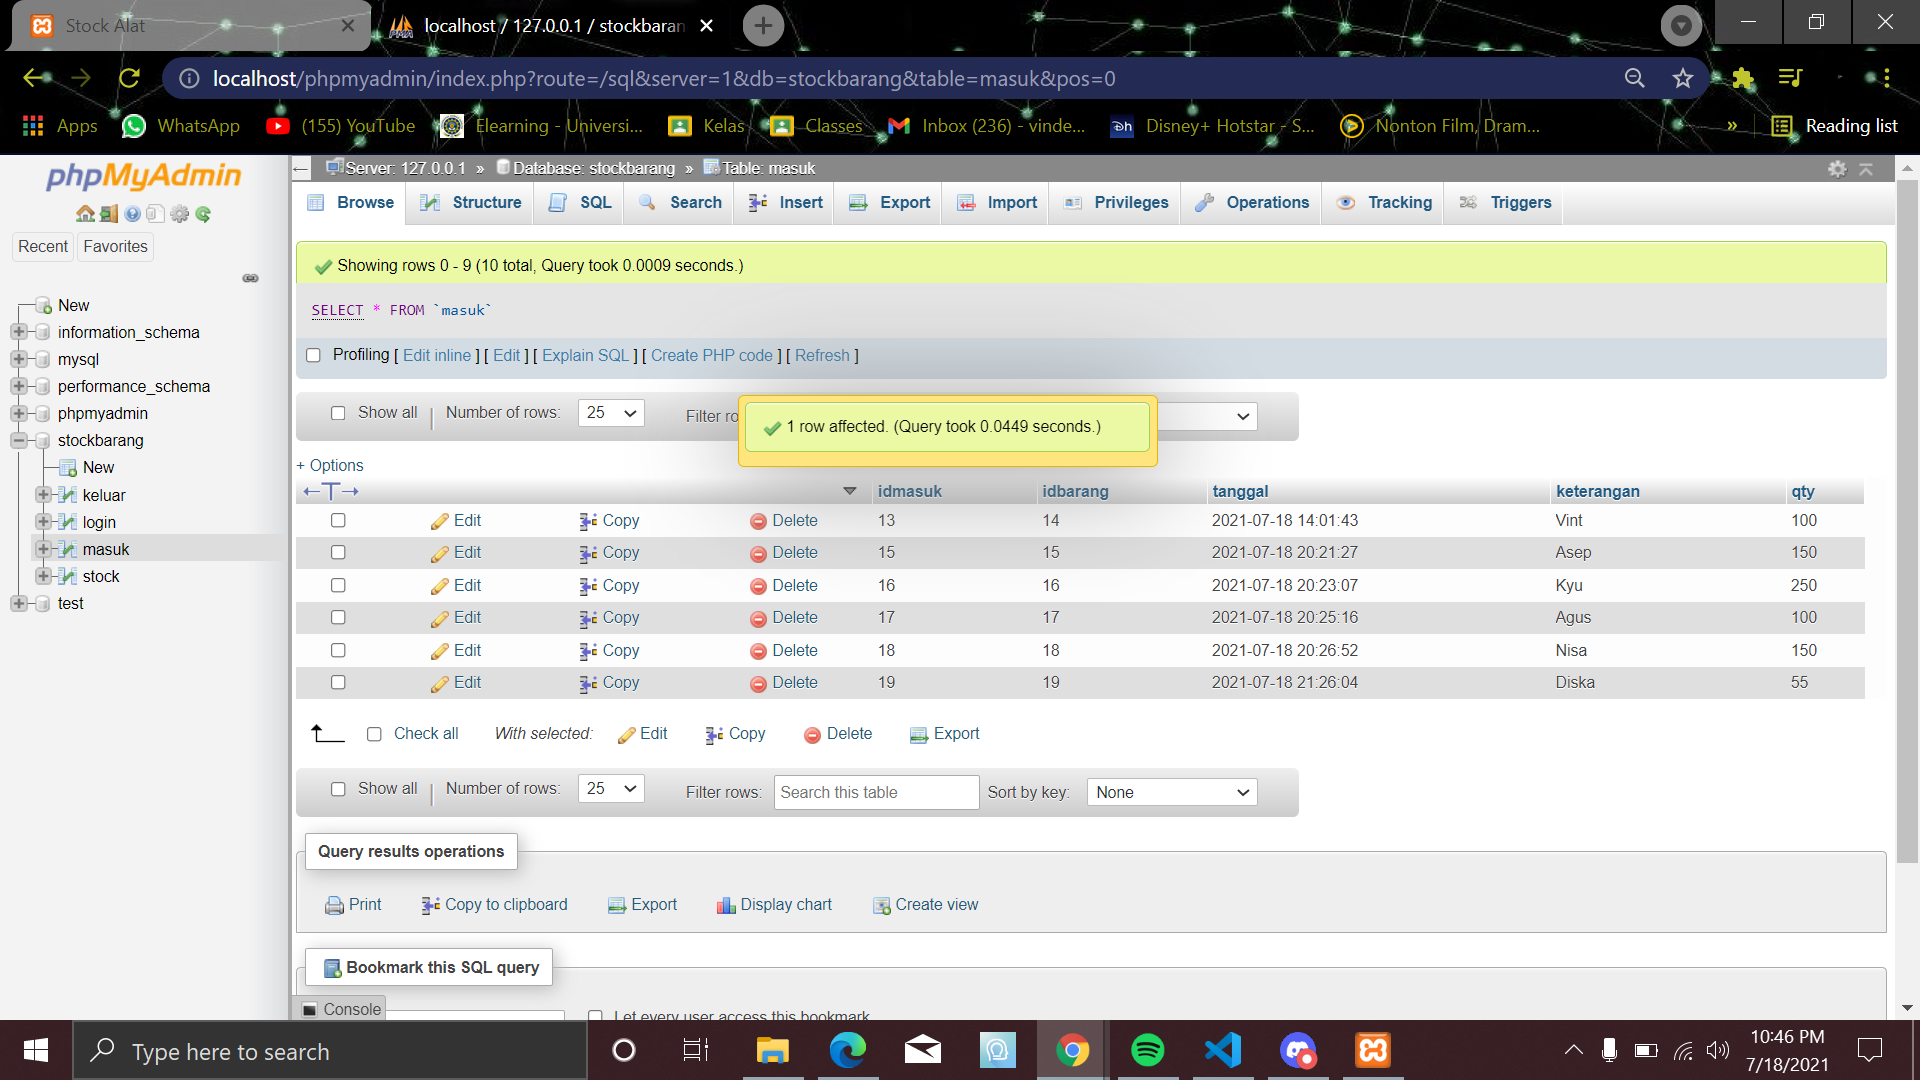 Stock Alat
localhost / 127.0.0.1 / stockbaran
localhost/phpmyadmin/index.php?route=/sql&server=1&db=stockbarang&table=masuk&pos=0
Apps WhatsApp (155) YouTube Elearning - Universi... Kelas Classes Inbox (236) - vinde... Disney+ Hotstar - S... Nonton Film, Dram... » Reading list
phpMyAdmin
Recent Favorites
New
information_schema
mysql
performance_schema
phpmyadmin
stockbarang
New
keluar
login
masuk
stock
test
Server: 127.0.0.1 » Database: stockbarang » Table: masuk
Browse Structure SQL Search Insert Export Import Privileges Operations Tracking Triggers
Showing rows 0 - 9 (10 total, Query took 0.0009 seconds.)
SELECT * FROM `masuk`
Profiling [ Edit inline ] [ Edit ] [ Explain SQL ] [ Create PHP code ] [ Refresh ]
Show all Number of rows: 25 Filter ro
1 row affected. (Query took 0.0449 seconds.)
+ Options
←T→ idmasuk idbarang tanggal keterangan qty
Edit Copy Delete 13 14 2021-07-18 14:01:43 Vint 100
Edit Copy Delete 15 15 2021-07-18 20:21:27 Asep 150
Edit Copy Delete 16 16 2021-07-18 20:23:07 Kyu 250
Edit Copy Delete 17 17 2021-07-18 20:25:16 Agus 100
Edit Copy Delete 18 18 2021-07-18 20:26:52 Nisa 150
Edit Copy Delete 19 19 2021-07-18 21:26:04 Diska 55
Check all With selected: Edit Copy Delete Export
Show all Number of rows: 25 Filter rows: Search this table Sort by key: None
Query results operations
Print Copy to clipboard Export Display chart Create view
Bookmark this SQL query
Console
Let every user access this bookmark
Type here to search
10:46 PM
7/18/2021